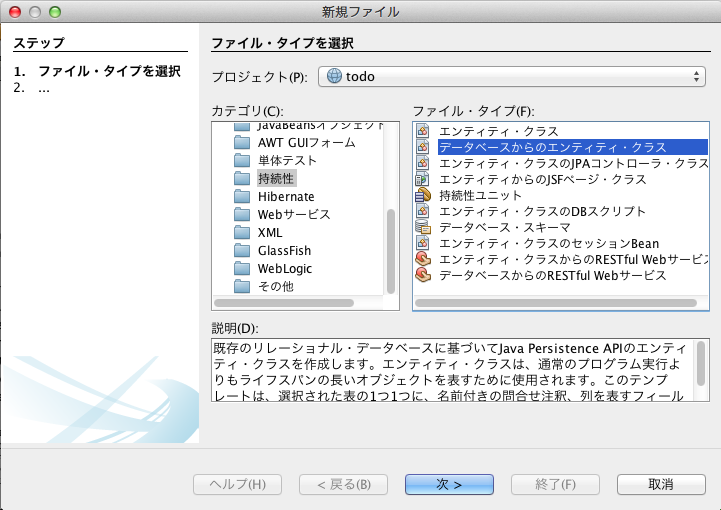 新規ファイル
ステップ
1. ファイル・タイプを選択
2. ...
ファイル・タイプを選択
プロジェクト(P): todo
カテゴリ(C):
JavaBeansオブジェクト
AWT GUIフォーム
単体テスト
持続性
Hibernate
Webサービス
XML
GlassFish
WebLogic
その他
ファイル・タイプ(F):
エンティティ・クラス
データベースからのエンティティ・クラス
エンティティ・クラスのJPAコントローラ・クラス
エンティティからのJSFページ・クラス
持続性ユニット
エンティティ・クラスのDBスクリプト
データベース・スキーマ
エンティティ・クラスのセッションBean
エンティティ・クラスからのRESTful Webサービス
データベースからのRESTful Webサービス
説明(D):
既存のリレーショナル・データベースに基づいてJava Persistence APIのエンティ
ティ・クラスを作成します。エンティティ・クラスは、通常のプログラム実行よ
りもライフスパンの長いオブジェクトを表すために使用されます。このテンプ
レートは、選択された表の1つ1つに、名前付きの問合せ注釈、列を表すフィール
ヘルプ(H)
< 戻る(B)
次 >
終了(F)
取消